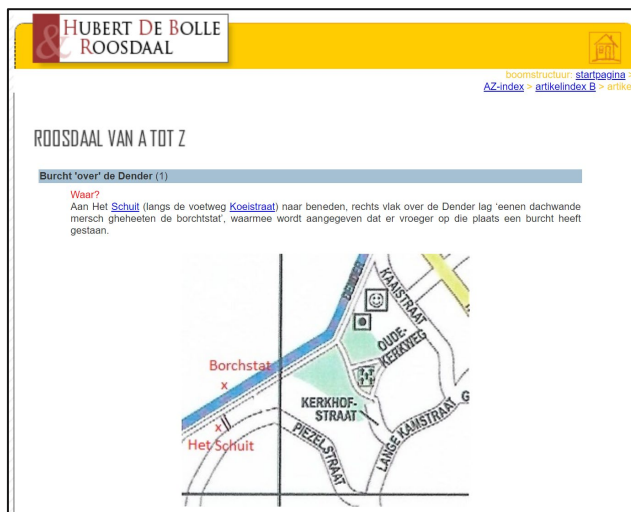 HUBERT DE BOLLE
& ROOSDAAL
boomstructuur: startpagina >
AZ-index > artikelindex B > artike
ROOSDAAL VAN A TOT Z
Burcht 'over' de Dender (1)
Waar?
Aan Het Schuit (langs de voetweg Koeistraat) naar beneden, rechts vlak over de Dender lag ‘eenen dachwande
mersch gheheeten de borchtstat’, waarmee wordt aangegeven dat er vroeger op die plaats een burcht heeft
gestaan.
DENDER
KAAISTRAAT
OUDE-
KERKWEG
Borchstat
x
KERKHOF-
STRAAT
x
Het Schuit
PIEZELSTRAAT
LANGE KAMSTRAAT
G